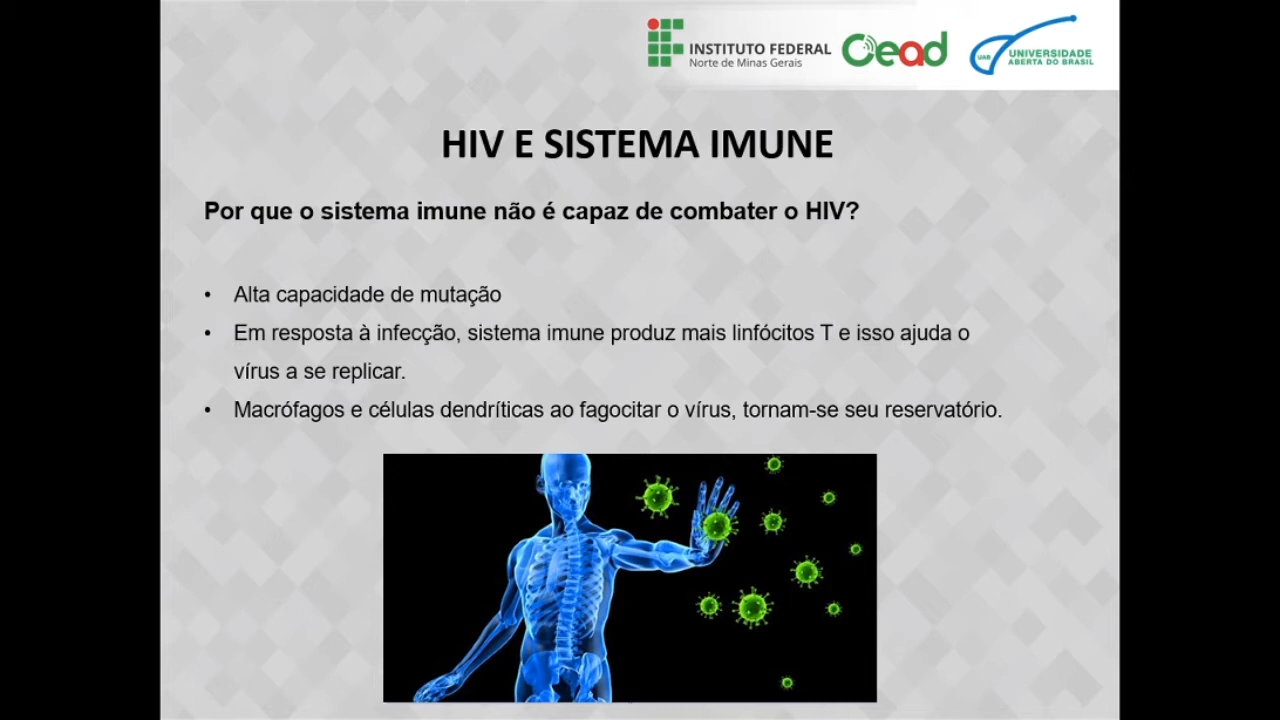 INSTITUTO FEDERAL
Norte de Minas Gerais
Cead
UAB
UNIVERSIDADE
ABERTA DO BRASIL
HIV E SISTEMA IMUNE
Por que o sistema imune não é capaz de combater o HIV?
• Alta capacidade de mutação
• Em resposta à infecção, sistema imune produz mais linfócitos T e isso ajuda o
vírus a se replicar.
• Macrófagos e células dendríticas ao fagocitar o vírus, tornam-se seu reservatório.